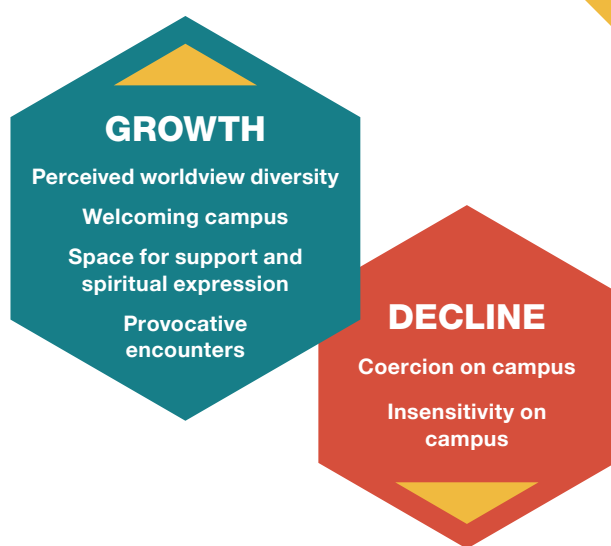 GROWTH
Perceived worldview diversity
Welcoming campus
Space for support and
spiritual expression
Provocative
encounters
DECLINE
Coercion on campus
Insensitivity on
campus